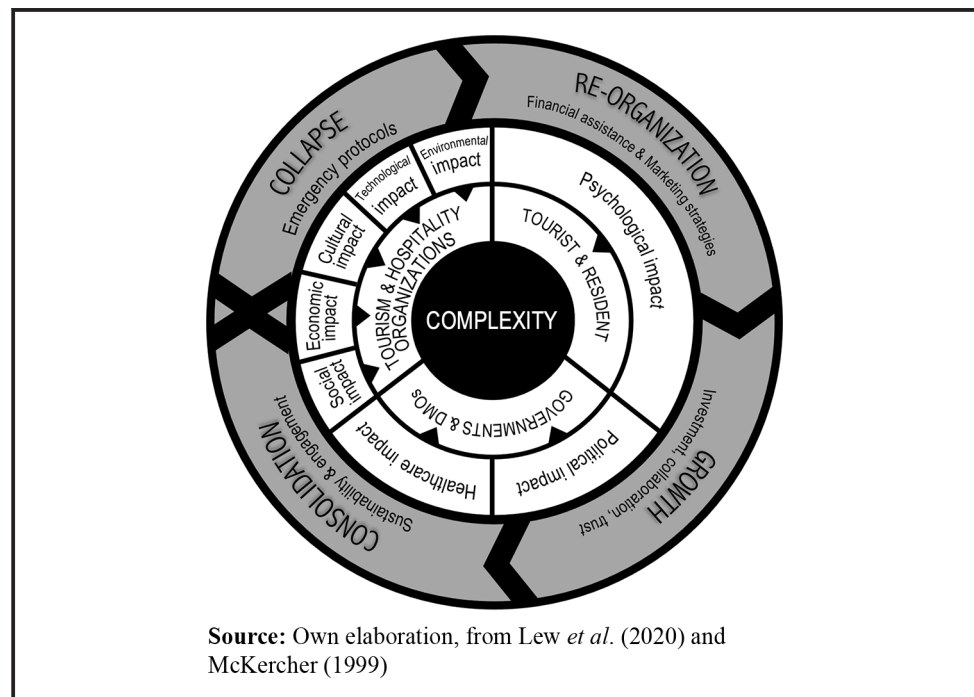 COLLAPSE
Emergency protocols
RE-ORGANIZATION
Financial assistance & Marketing strategies
GROWTH
Investment, collaboration, trust
CONSOLIDATION
Sustainability & engagement
Environmental
impact
Technological
impact
Cultural
impact
Economic
impact
Social
impact
Healthcare impact
Political impact
Psychological impact
TOURISM & HOSPITALITY
ORGANIZATIONS
TOURIST & RESIDENT
GOVERNMENTS & DMOs
COMPLEXITY
Source: Own elaboration, from Lew et al. (2020) and
McKercher (1999)